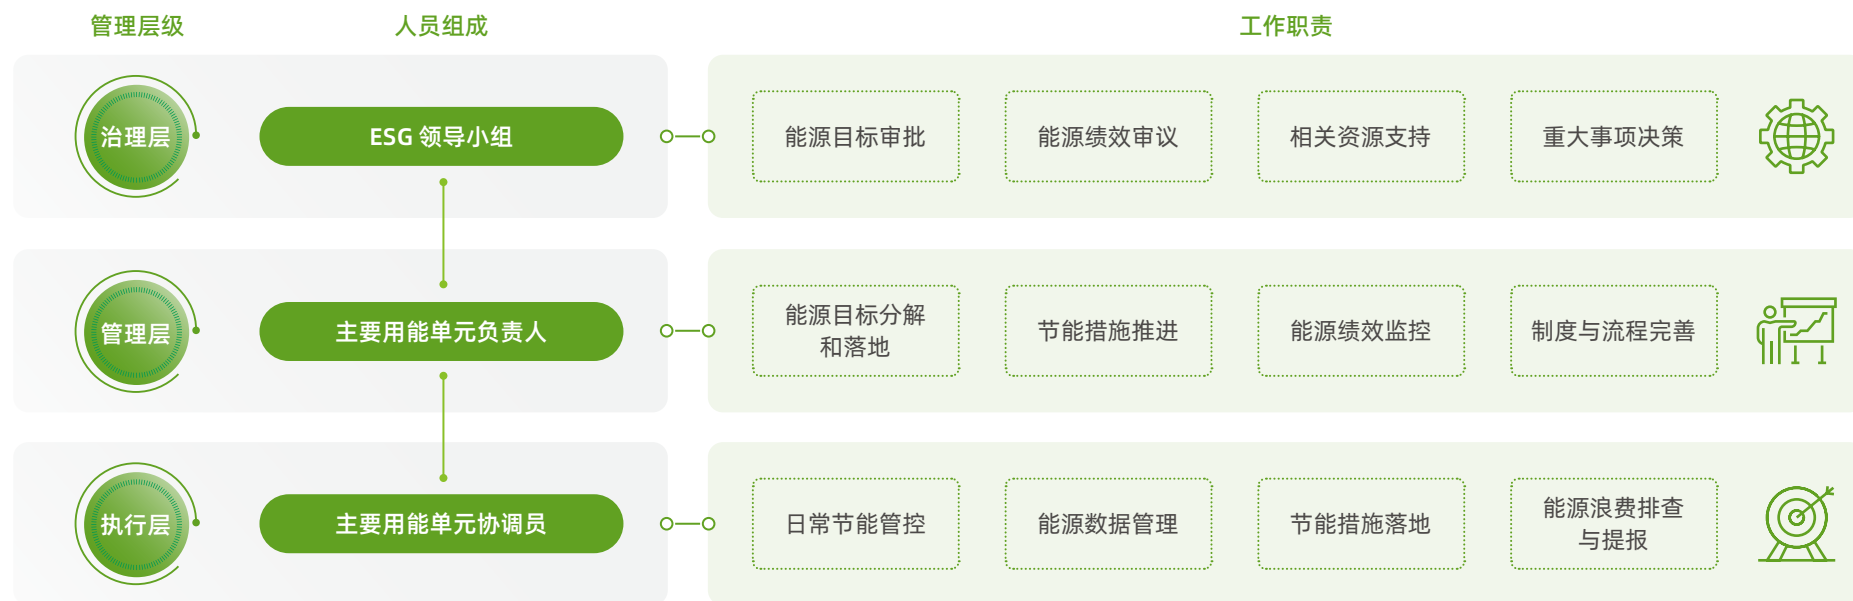 管理层级
人员组成
工作职责
治理层
ESG 领导小组
能源目标审批
能源绩效审议
相关资源支持
重大事项决策
管理层
主要用能单元负责人
能源目标分解
和落地
节能措施推进
能源绩效监控
制度与流程完善
执行层
主要用能单元协调员
日常节能管控
能源数据管理
节能措施落地
能源浪费排查
与提报